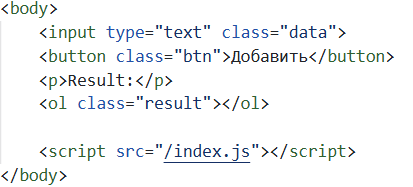 <body>
    <input type="text" class="data">
    <button class="btn">Добавить</button>
    <p>Result:</p>
    <ol class="result"></ol>

    <script src="/index.js"></script>
</body>